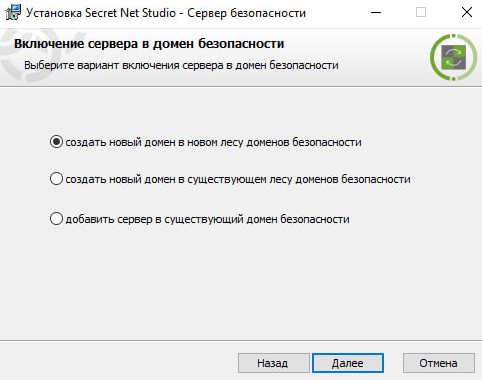 Установка Secret Net Studio - Сервер безопасности
Включение сервера в домен безопасности
Выберите вариант включения сервера в домен безопасности
создать новый домен в новом лесу доменов безопасности
создать новый домен в существующем лесу доменов безопасности
добавить сервер в существующий домен безопасности
Назад
Далее
Отмена